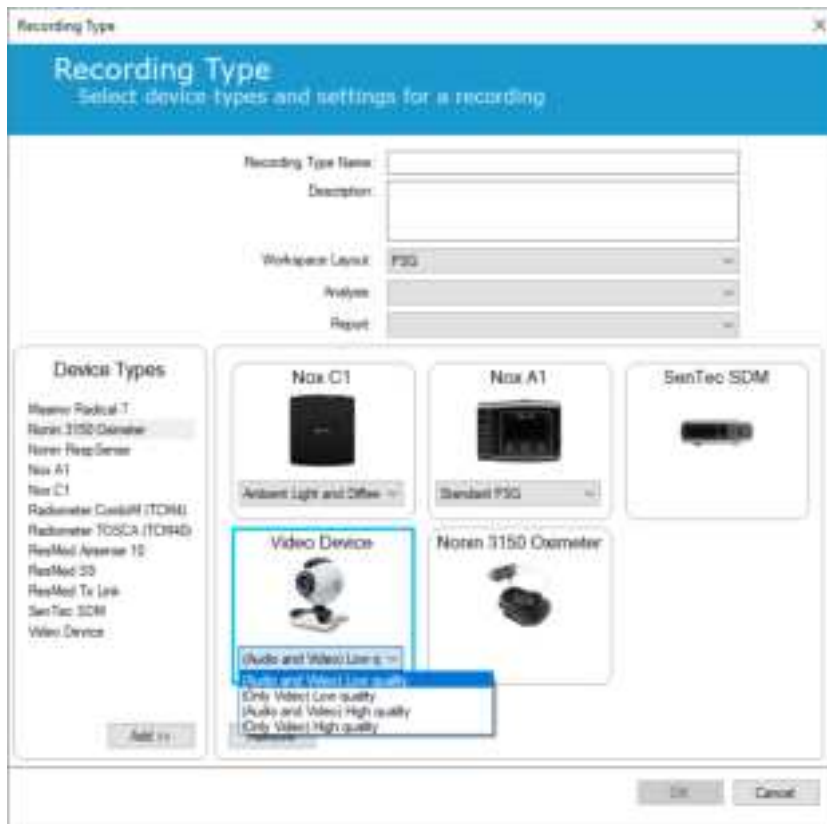 Recording Type
Recording Type
Select device types and settings for a recording
Recording Type Name
Description
Workspace Layout PSG
Analysis
Report
Device Types
Masimo Radical-7
Nonin 3150 Oximeter
Nonin RespSense
Nox A1
Nox C1
Radiometer CombiM (TCM4)
Radiometer TOSCA (TCM40)
ResMed Airsense 10
ResMed S9
ResMed Tx Link
SenTec SDM
Video Device
Add >>
Nox C1
Ambient Light and Differ
Nox A1
Standard PSG
SenTec SDM
Video Device
(Audio and Video) Low q
(Audio and Video) Low quality
(Only Video) Low quality
(Audio and Video) High quality
(Only Video) High quality
Nonin 3150 Oximeter
OK
Cancel